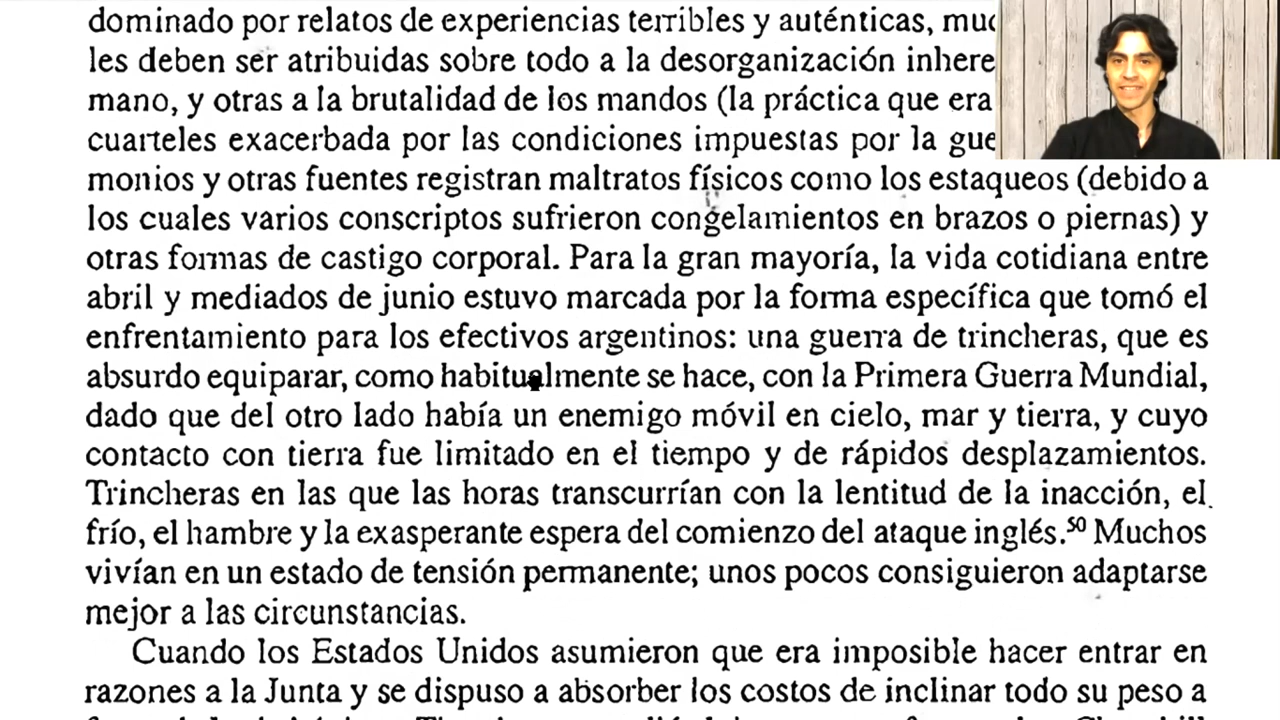 dominado por relatos de experiencias terribles y auténticas,
les deben ser atribuidas sobre todo a la desorganización
mano, y otras a la brutalidad de los mandos (la práctica que era
cuarteles exacerbada por las condiciones impuestas por la
monios y otras fuentes registran maltratos físicos como los estaqueos (debido a
los cuales varios conscriptos sufrieron congelamientos en brazos o piernas) y
otras formas de castigo corporal. Para la gran mayoría, la vida cotidiana entre
abril y mediados de junio estuvo marcada por la forma específica que tomó el
enfrentamiento para los efectivos argentinos: una guerra de trincheras, que es
absurdo equiparar, como habitualmente se hace, con la Primera Guerra Mundial,
dado que del otro lado había un enemigo móvil en cielo, mar y tierra, y cuyo
contacto con tierra fue limitado en el tiempo y de rápidos desplazamientos.
Trincheras en las que las horas transcurrían con la lentitud de la inacción, el
frío, el hambre y la exasperante espera del comienzo del ataque inglés.⁵⁰ Muchos
vivían en un estado de tensión permanente; unos pocos consiguieron adaptarse
mejor a las circunstancias.
Cuando los Estados Unidos asumieron que era imposible hacer entrar en
razones a la Junta y se dispuso a absorber los costos de inclinar todo su peso a